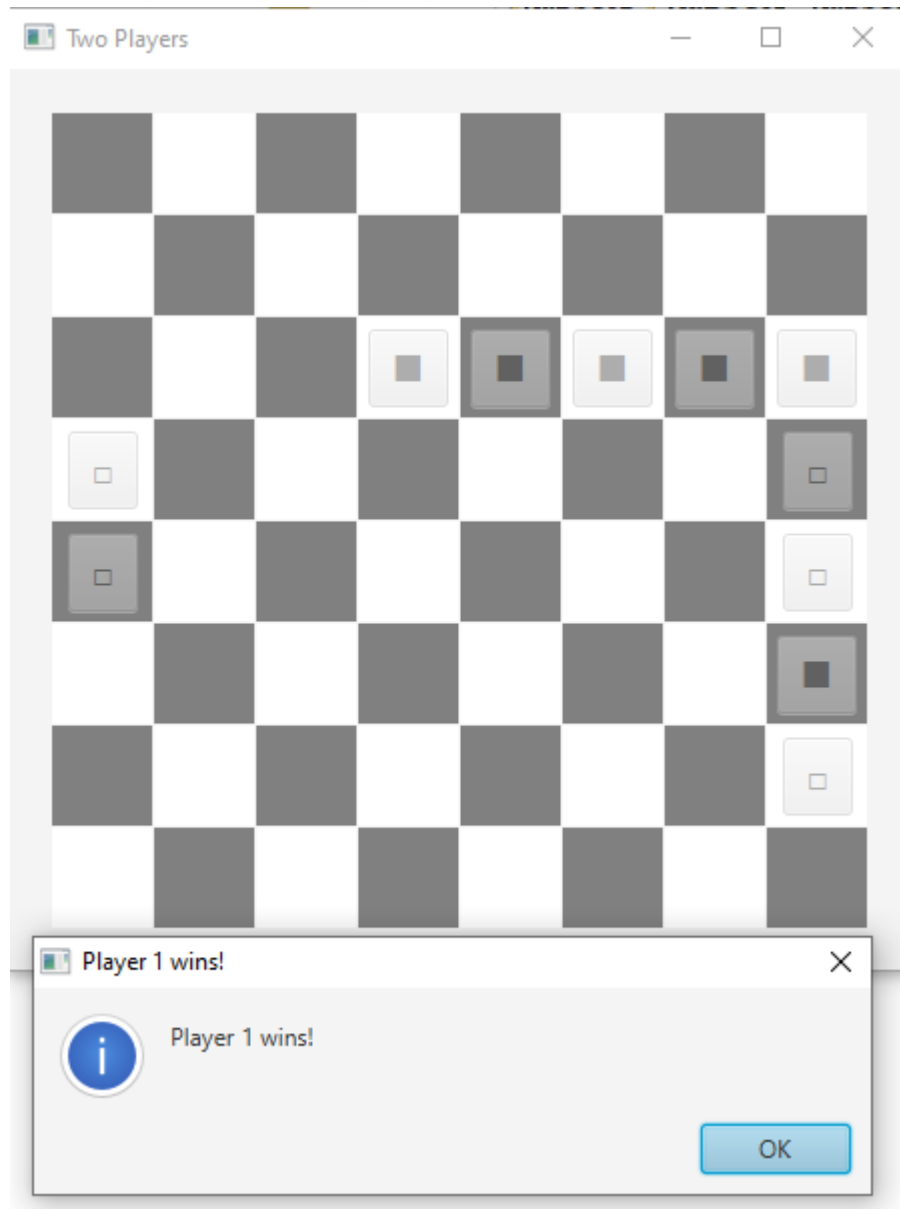 Two Players
■ ■ ■ ■ ■
□ □
□ □
■
□
Player 1 wins!
Player 1 wins!
OK